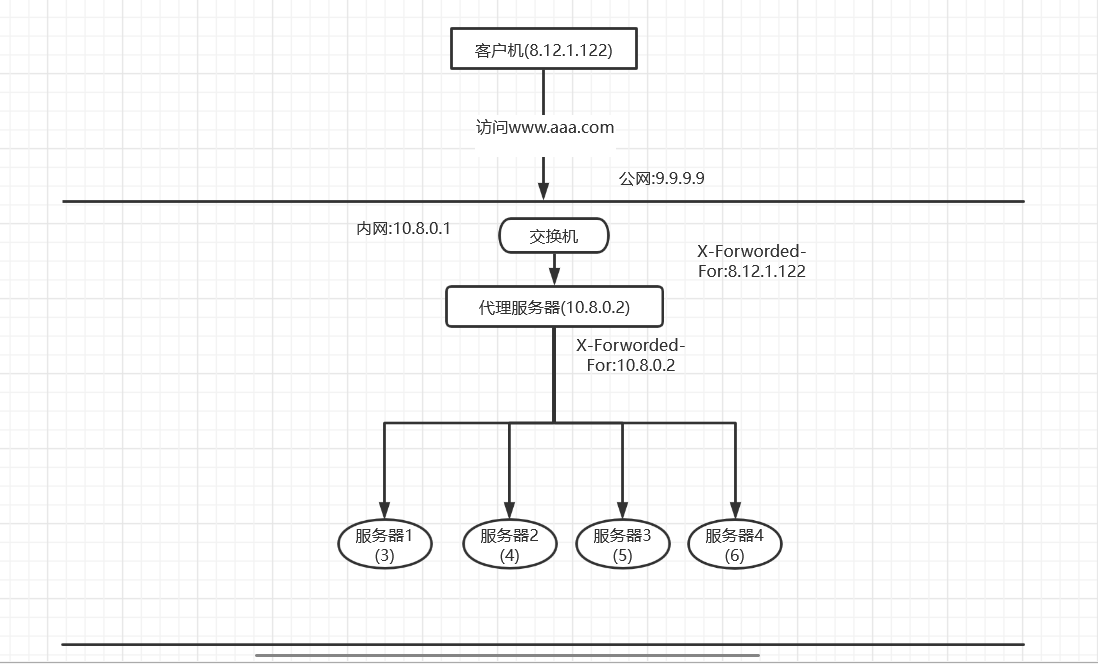 客户机(8.12.1.122)
访问www.aaa.com
公网:9.9.9.9
内网:10.8.0.1
交换机
X-Forworded-
For:8.12.1.122
代理服务器(10.8.0.2)
X-Forworded-
For:10.8.0.2
服务器1
(3)
服务器2
(4)
服务器3
(5)
服务器4
(6)